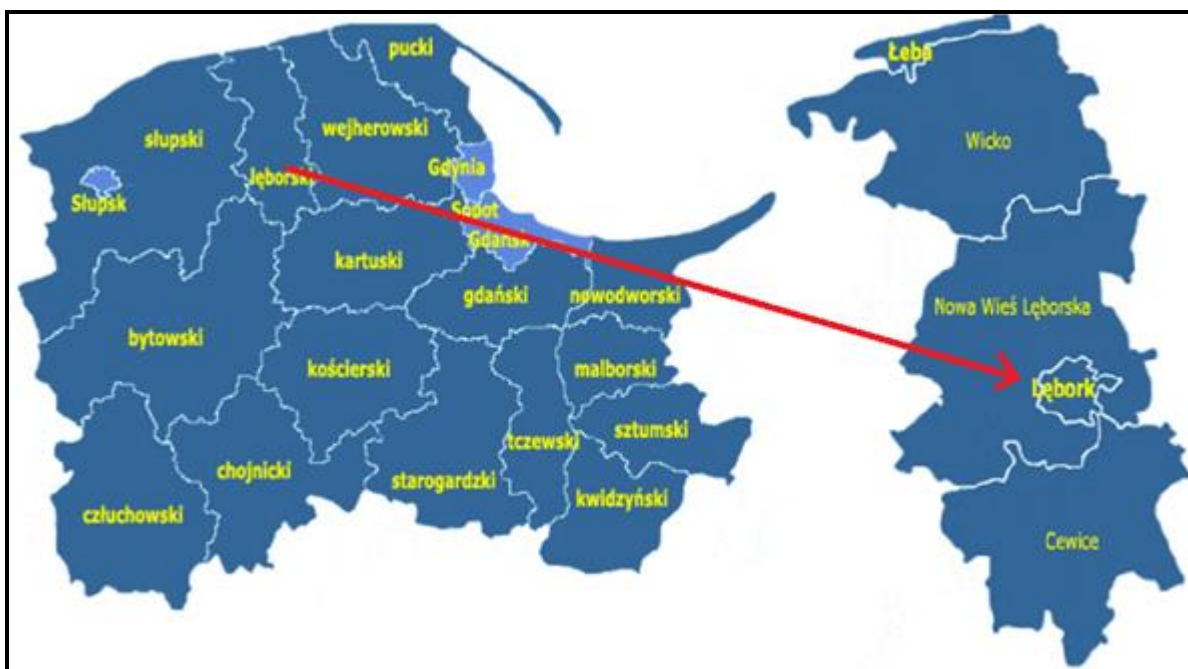 pucki
słupski
wejherowski
Gdynia
lęborski
Słupsk
Sopot
Gdańsk
kartuski
gdański
nowodworski
bytowski
kościerski
malborski
sztumski
tczewski
chojnicki
starogardzki
kwidzyński
człuchowski
Łeba
Wicko
Nowa Wieś Lęborska
Lębork
Cewice